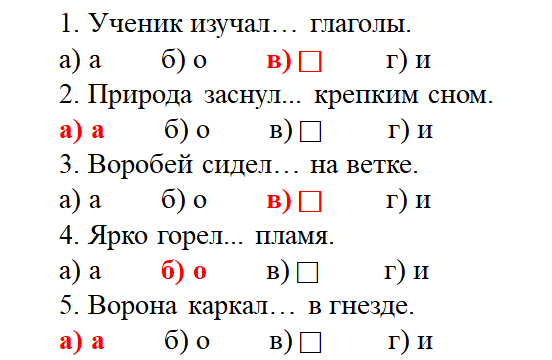 1. Ученик изучал… глаголы.
а) а б) о в) □ г) и
2. Природа заснул... крепким сном.
а) а б) о в) □ г) и
3. Воробей сидел… на ветке.
а) а б) о в) □ г) и
4. Ярко горел... пламя.
а) а б) о в) □ г) и
5. Ворона каркал… в гнезде.
а) а б) о в) □ г) и